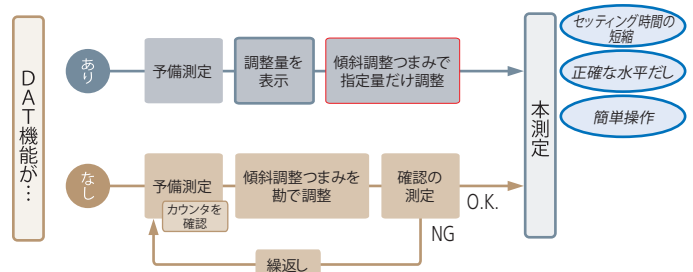 DAT機能が…
あり
予備測定
調整量を
表示
傾斜調整つまみで
指定量だけ調整
なし
予備測定
カウンタを
確認
傾斜調整つまみを
勘で調整
確認の
測定
O.K.
NG
繰返し
本測定
セッティング時間の
短縮
正確な水平だし
簡単操作